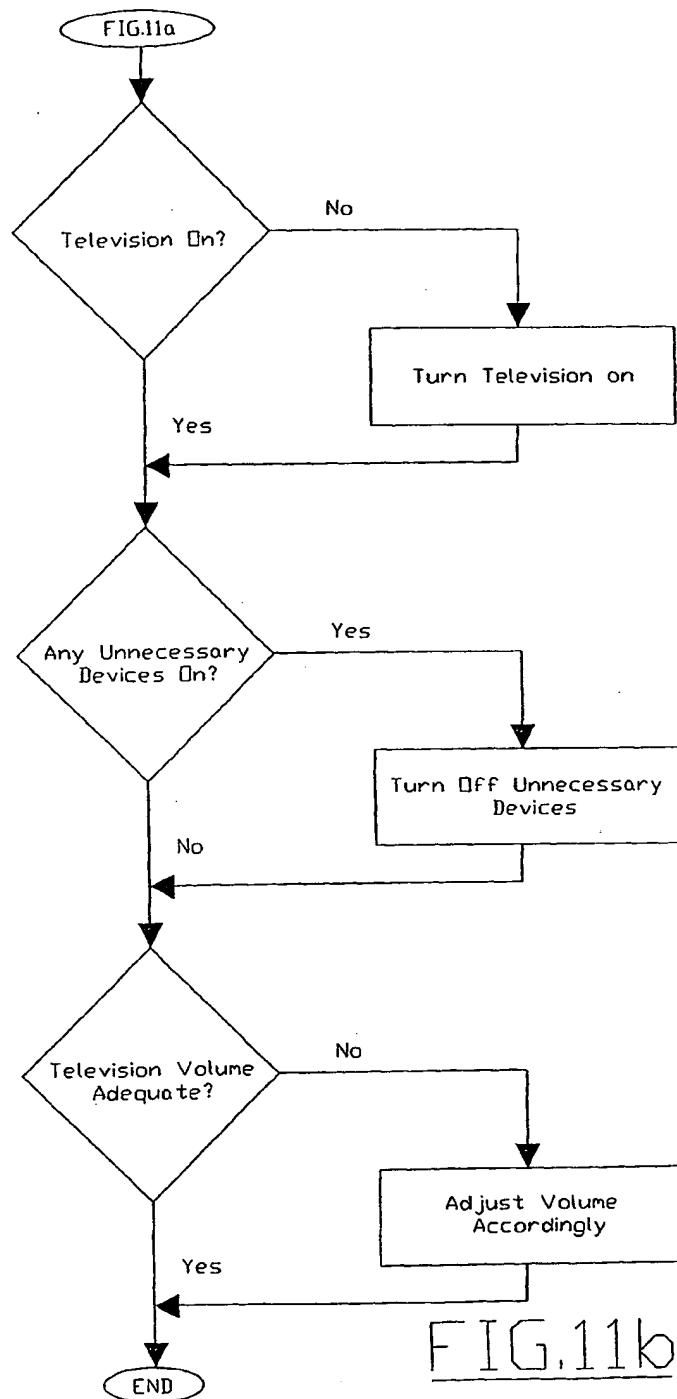 FIG.11a
Television On?
No
Turn Television on
Yes
Any Unnecessary
Devices On?
Yes
Turn Off Unnecessary
Devices
No
Television Volume
Adequate?
No
Adjust Volume
Accordingly
Yes
END
FIG.11b